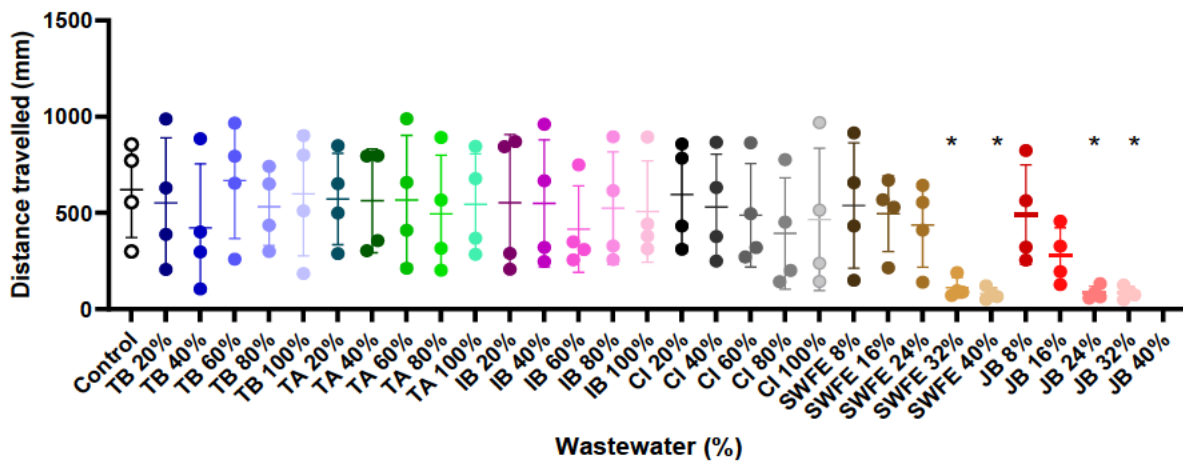 Distance travelled (mm)
1500
1000
500
0
* * * *
Control TB 20% TB 40% TB 60% TB 80% TB 100% TA 20% TA 40% TA 60% TA 80% TA 100% IB 20% IB 40% IB 60% IB 80% IB 100% CI 20% CI 40% CI 60% CI 80% CI 100% SWFE 8% SWFE 16% SWFE 24% SWFE 32% SWFE 40% JB 8% JB 16% JB 24% JB 32% JB 40%
Wastewater (%)